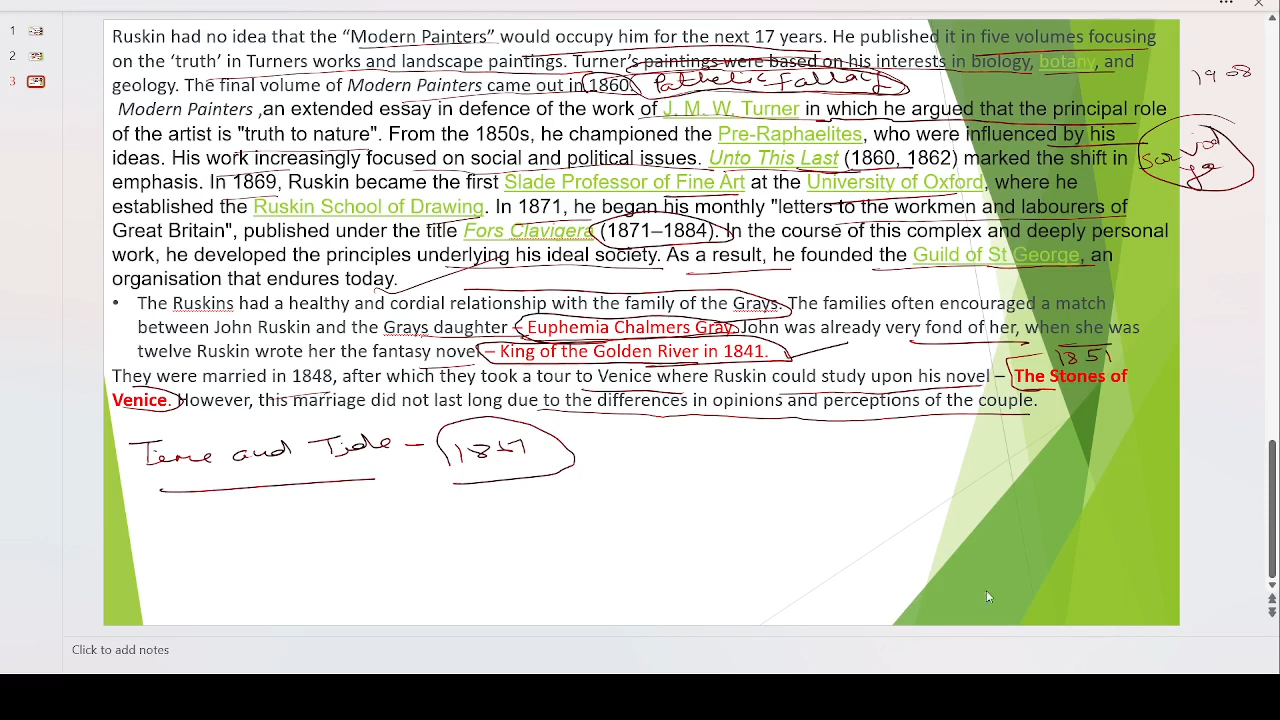 1
2
3
Ruskin had no idea that the “Modern Painters” would occupy him for the next 17 years. He published it in five volumes focusing
on the ‘truth’ in Turners works and landscape paintings. Turner’s paintings were based on his interests in biology, botany, and
geology. The final volume of Modern Painters came out in 1860. Pathetic Fallacy
1908
Modern Painters ,an extended essay in defence of the work of J. M. W. Turner in which he argued that the principal role
of the artist is "truth to nature". From the 1850s, he championed the Pre-Raphaelites, who were influenced by his
ideas. His work increasingly focused on social and political issues. Unto This Last (1860, 1862) marked the shift in
emphasis. In 1869, Ruskin became the first Slade Professor of Fine Art at the University of Oxford, where he
established the Ruskin School of Drawing. In 1871, he began his monthly "letters to the workmen and labourers of
Great Britain", published under the title Fors Clavigera (1871–1884). In the course of this complex and deeply personal
work, he developed the principles underlying his ideal society. As a result, he founded the Guild of St George, an
organisation that endures today.
• The Ruskins had a healthy and cordial relationship with the family of the Grays. The families often encouraged a match
between John Ruskin and the Grays daughter – Euphemia Chalmers Gray. John was already very fond of her, when she was
twelve Ruskin wrote her the fantasy novel – King of the Golden River in 1841.
1851
They were married in 1848, after which they took a tour to Venice where Ruskin could study upon his novel – The Stones of
Venice. However, this marriage did not last long due to the differences in opinions and perceptions of the couple.
Time and Tide – 1857
Click to add notes